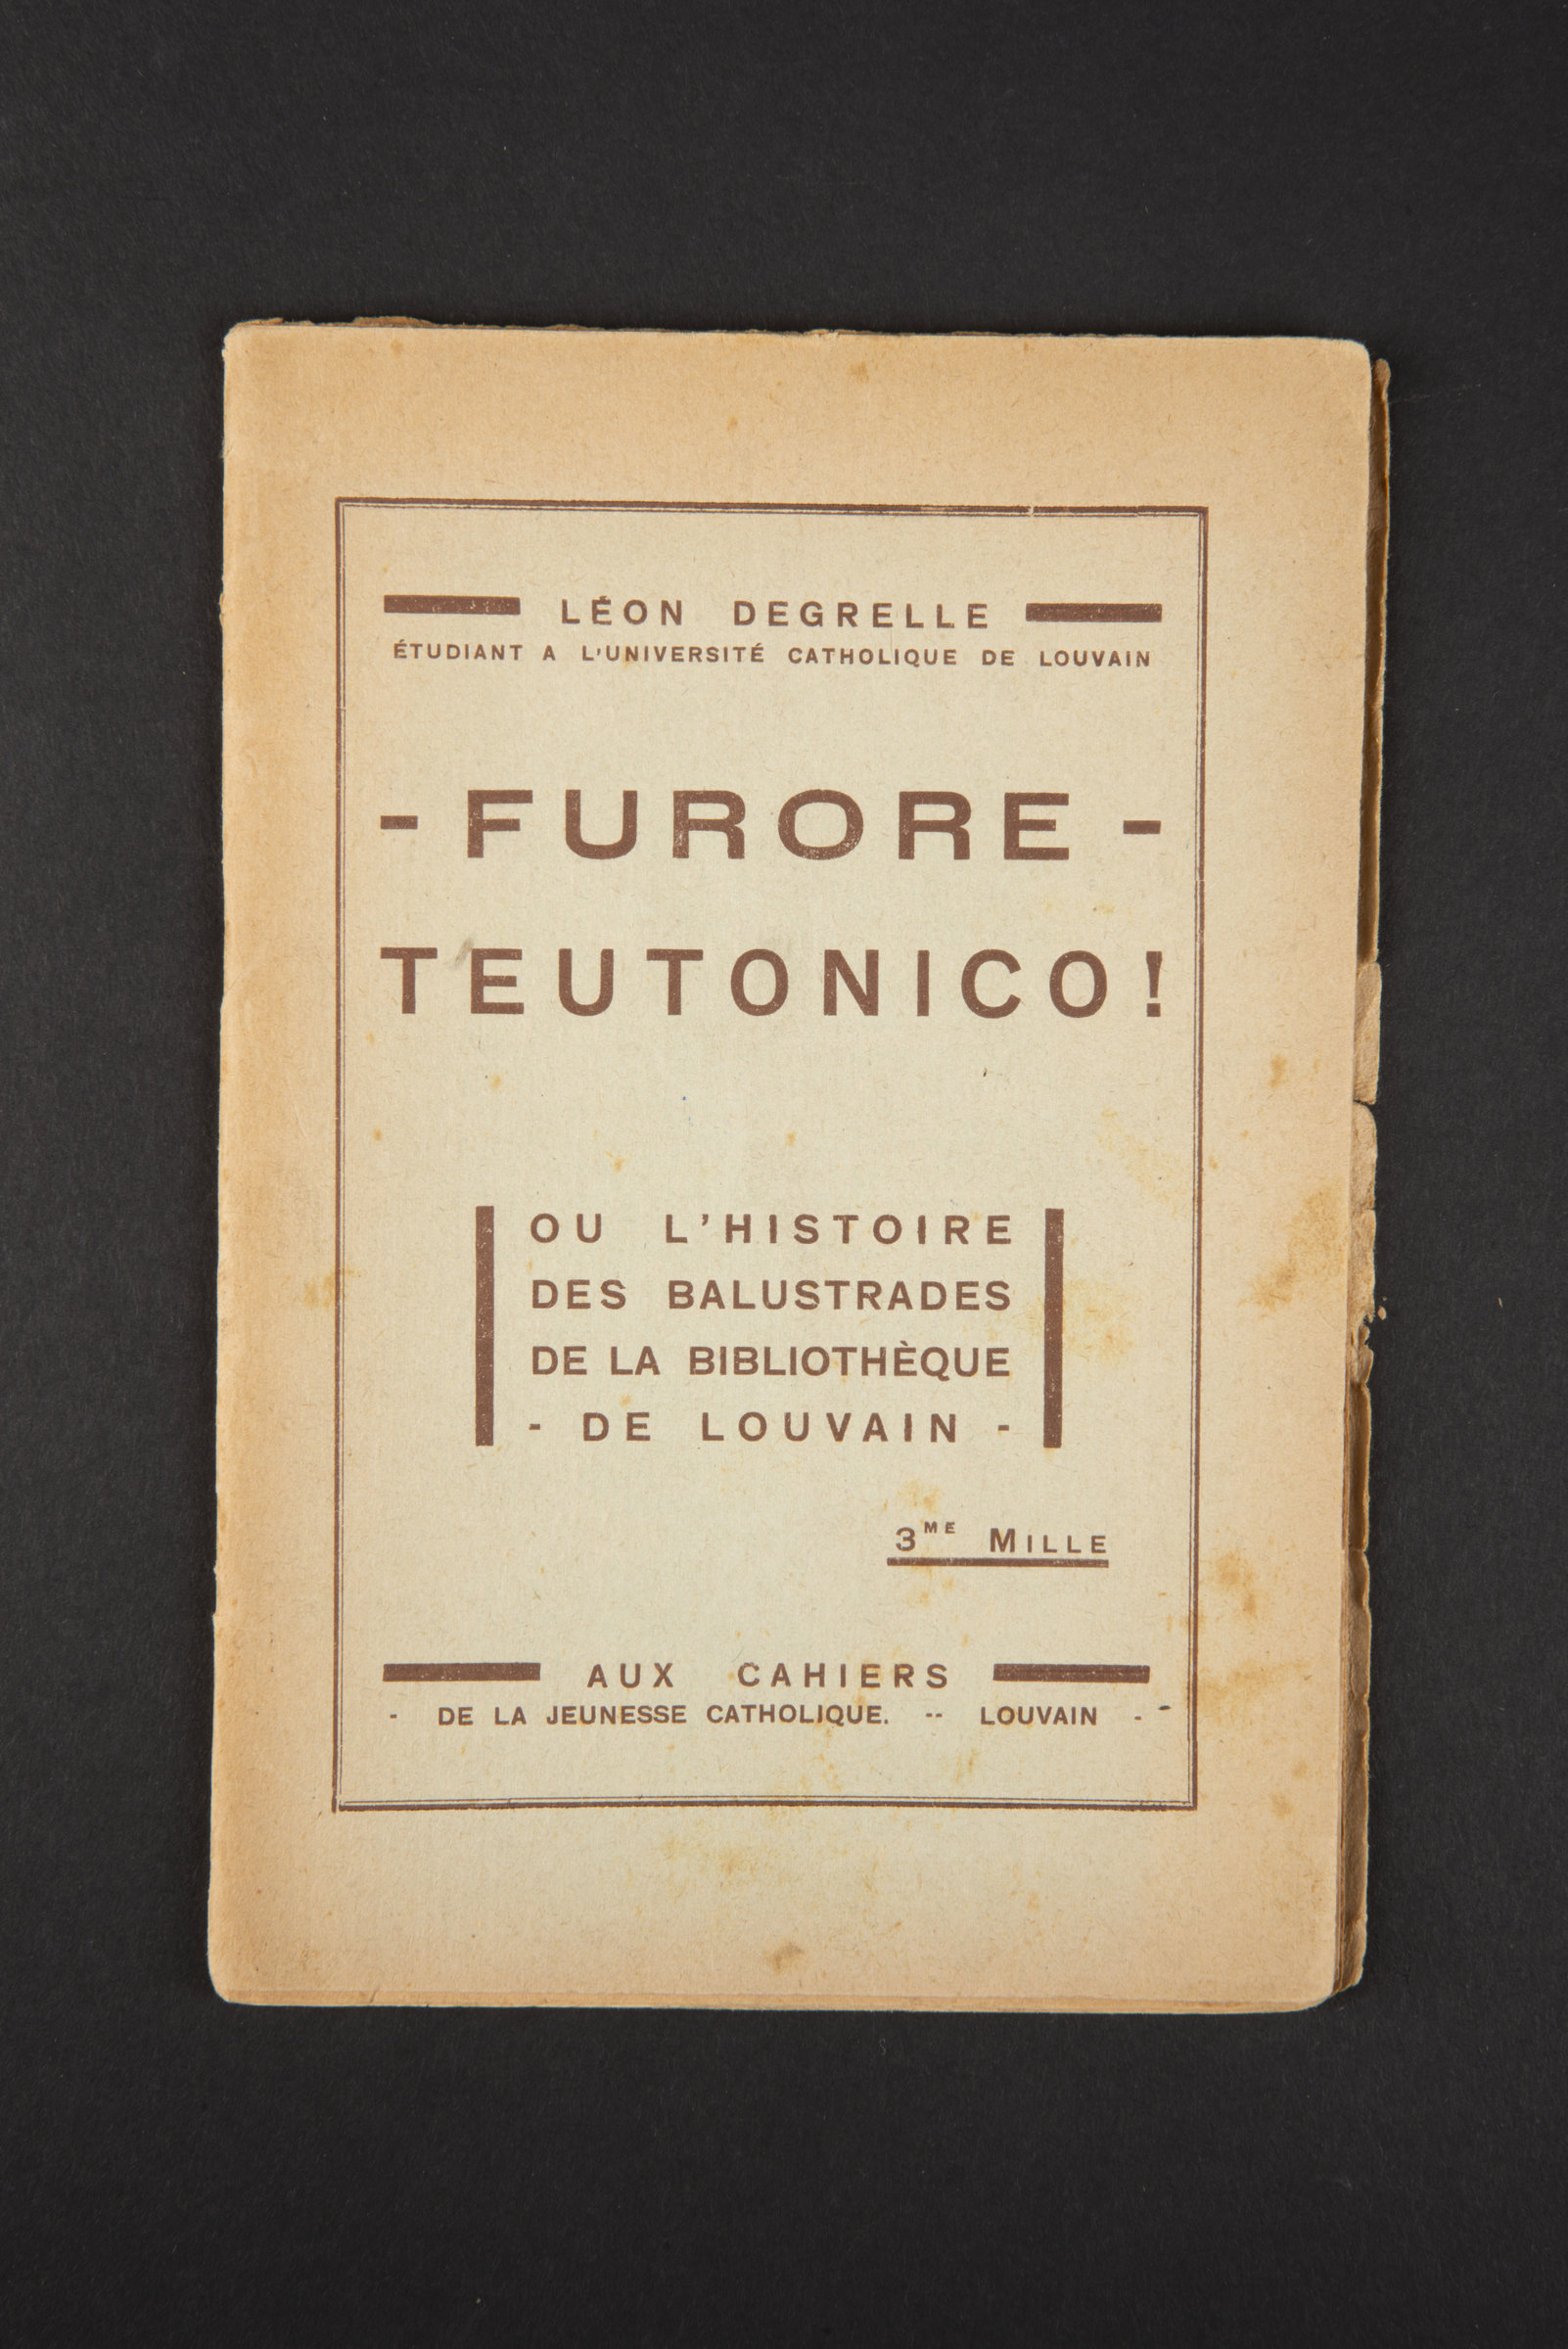 LÉON DEGRELLE
ÉTUDIANT A L'UNIVERSITÉ CATHOLIQUE DE LOUVAIN
- FURORE -
TEUTONICO!
OU L'HISTOIRE
DES BALUSTRADES
DE LA BIBLIOTHÈQUE
- DE LOUVAIN -
3ME MILLE
AUX CAHIERS
- DE LA JEUNESSE CATHOLIQUE. -- LOUVAIN - -